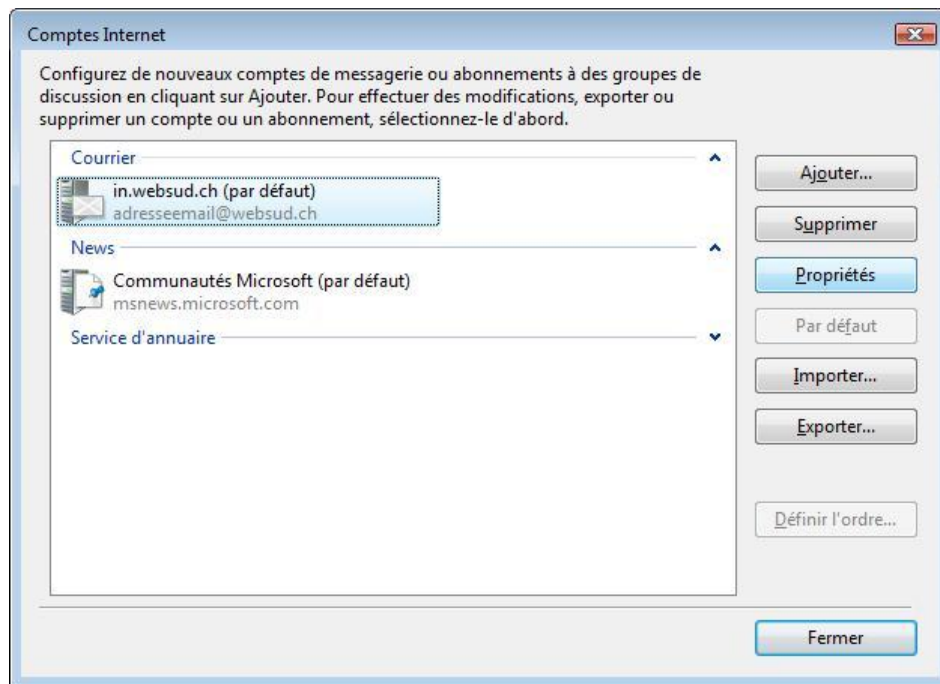 Comptes Internet
Configurez de nouveaux comptes de messagerie ou abonnements à des groupes de
discussion en cliquant sur Ajouter. Pour effectuer des modifications, exporter ou
supprimer un compte ou un abonnement, sélectionnez-le d'abord.
Courrier
in.websud.ch (par défaut)
adresseemail@websud.ch
News
Communautés Microsoft (par défaut)
msnews.microsoft.com
Service d'annuaire
Ajouter...
Supprimer
Propriétés
Par défaut
Importer...
Exporter...
Définir l'ordre...
Fermer